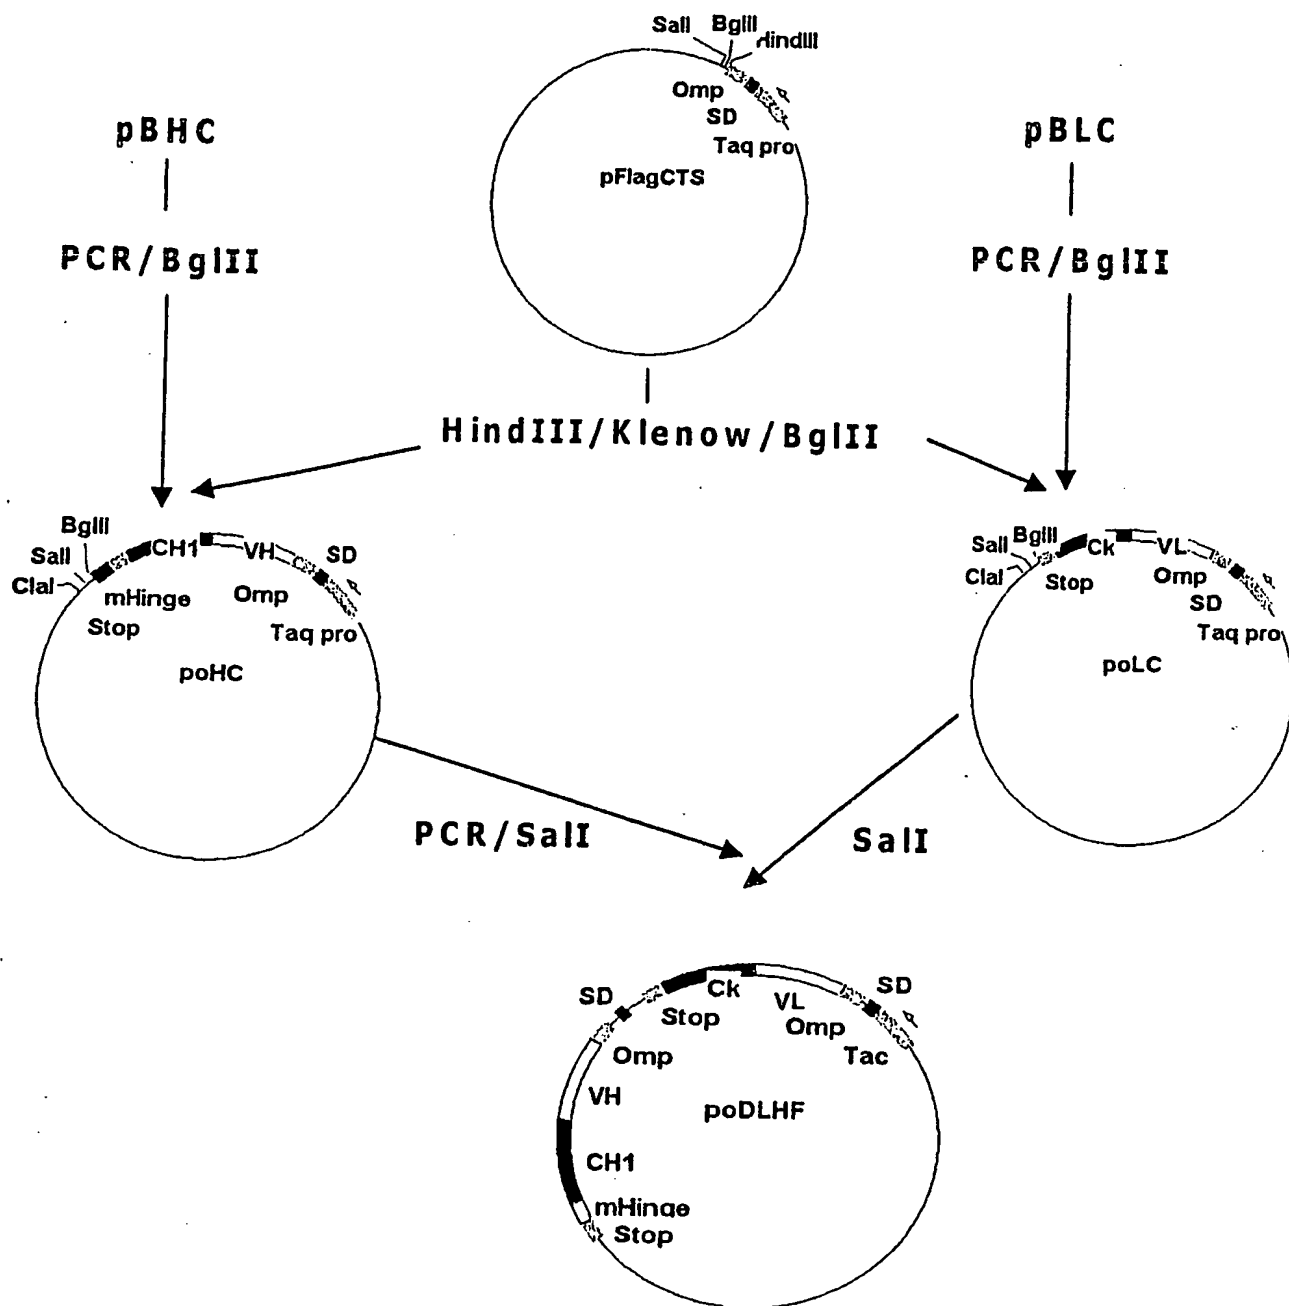 SalI BglII HindIII
Omp
SD
Taq pro
pFlagCTS
pBHC
pBLC
PCR/BglII
PCR/BglII
HindIII/Klenow/BglII
BglII
SalI
ClaI
CH1
VH
SD
mHinge
Omp
Stop
Taq pro
poHC
BglII
SalI
ClaI
Ck
VL
Stop
Omp
SD
Taq pro
poLC
PCR/SalI
SalI
SD
Ck
VL
SD
Stop
Omp
Omp
Tac
VH
poDLHF
CH1
mHinge
Stop